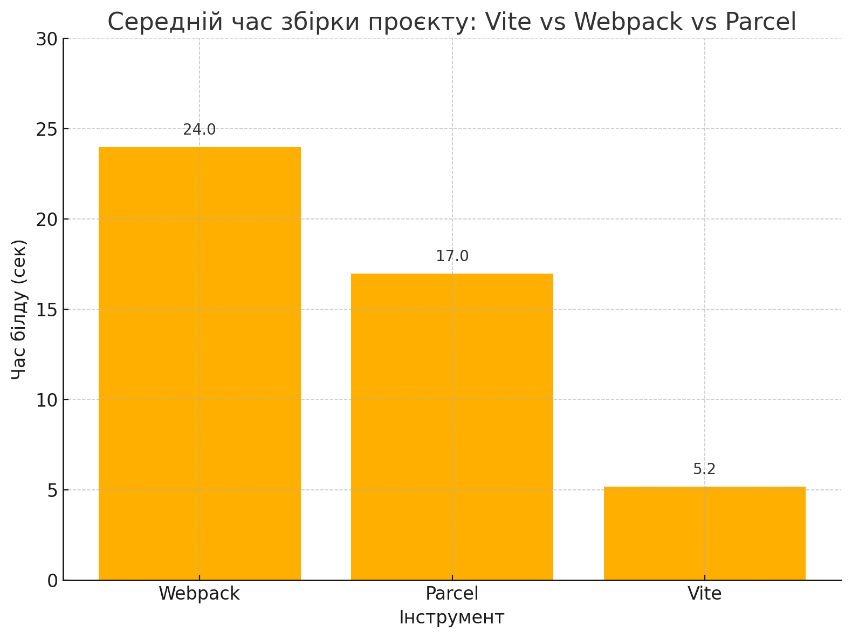 Середній час збірки проєкту: Vite vs Webpack vs Parcel
Час білду (сек)
30
25
20
15
10
5
0
24.0
17.0
5.2
Webpack
Parcel
Vite
Інструмент